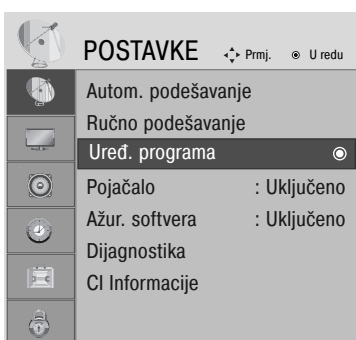 POSTAVKE Prmj. U redu
Autom. podešavanje
Ručno podešavanje
Uređ. programa
Pojačalo : Uključeno
Ažur. softvera : Uključeno
Dijagnostika
CI Informacije